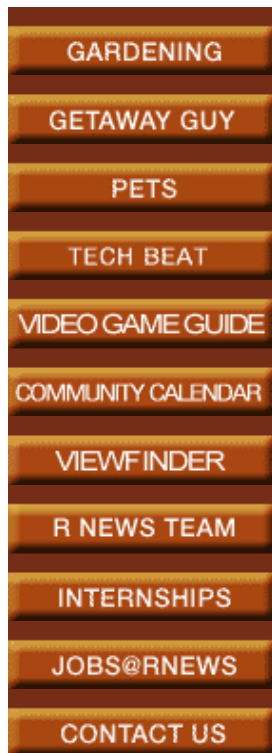 GARDENING
GETAWAY GUY
PETS
TECH BEAT
VIDEO GAME GUIDE
COMMUNITY CALENDAR
VIEWFINDER
R NEWS TEAM
INTERNSHIPS
JOBS@RNEWS
CONTACT US